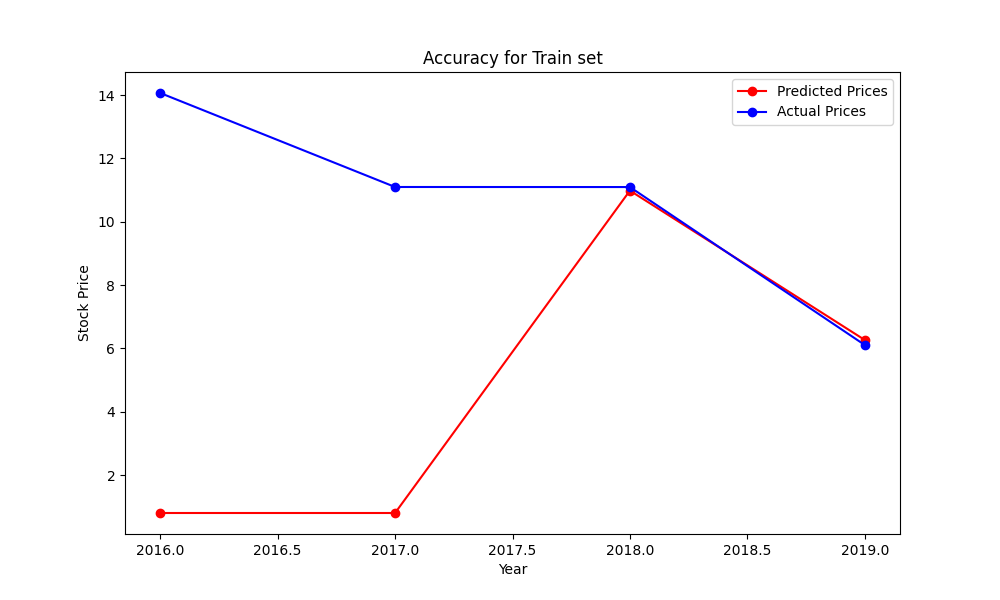 Accuracy for Train set
Predicted Prices
Actual Prices
14
12
10
8
6
4
2
Stock Price
2016.0 2016.5 2017.0 2017.5 2018.0 2018.5 2019.0
Year